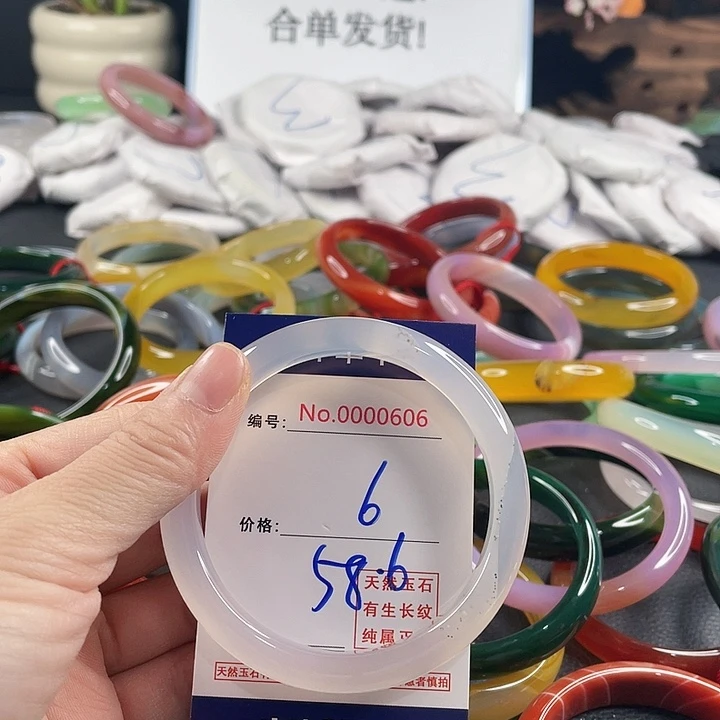 合单发货!
编号: No.0000606
价格: 6
58.6
天然玉石
有生长纹
纯属正
天然玉石
者慎拍